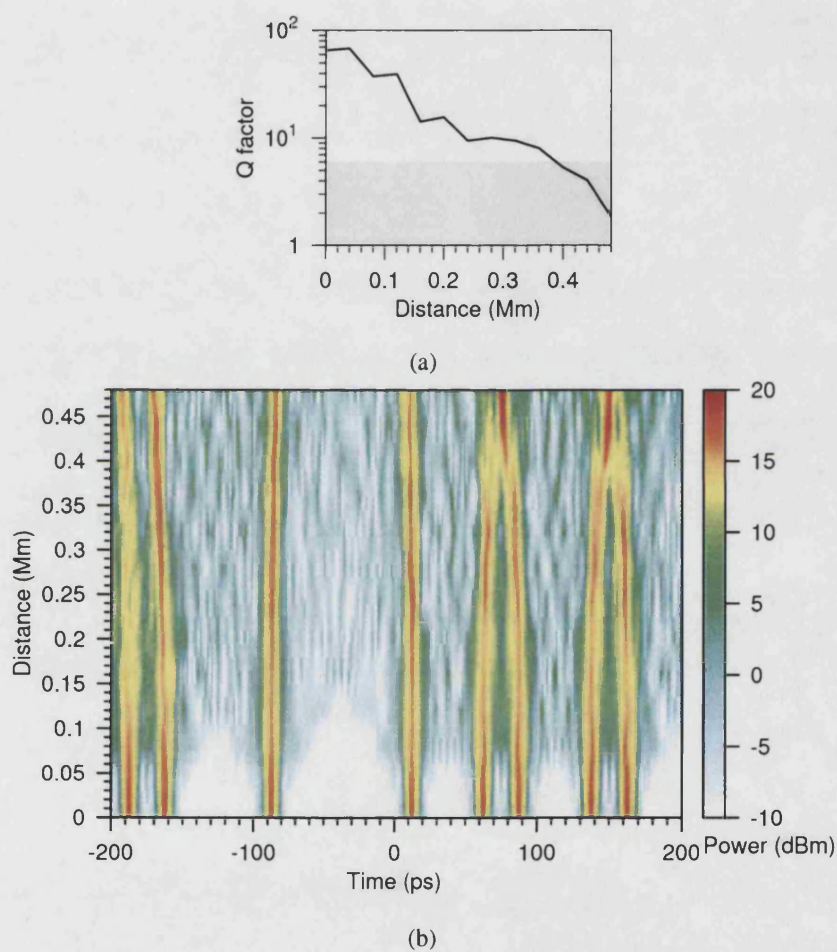 10²
10¹
1
Q factor
0 0.1 0.2 0.3 0.4
Distance (Mm)
(a)
0.45
0.4
0.35
0.3
0.25
0.2
0.15
0.1
0.05
0
Distance (Mm)
-200 -100 0 100 200
Time (ps)
20
15
10
5
0
-5
-10
Power (dBm)
(b)